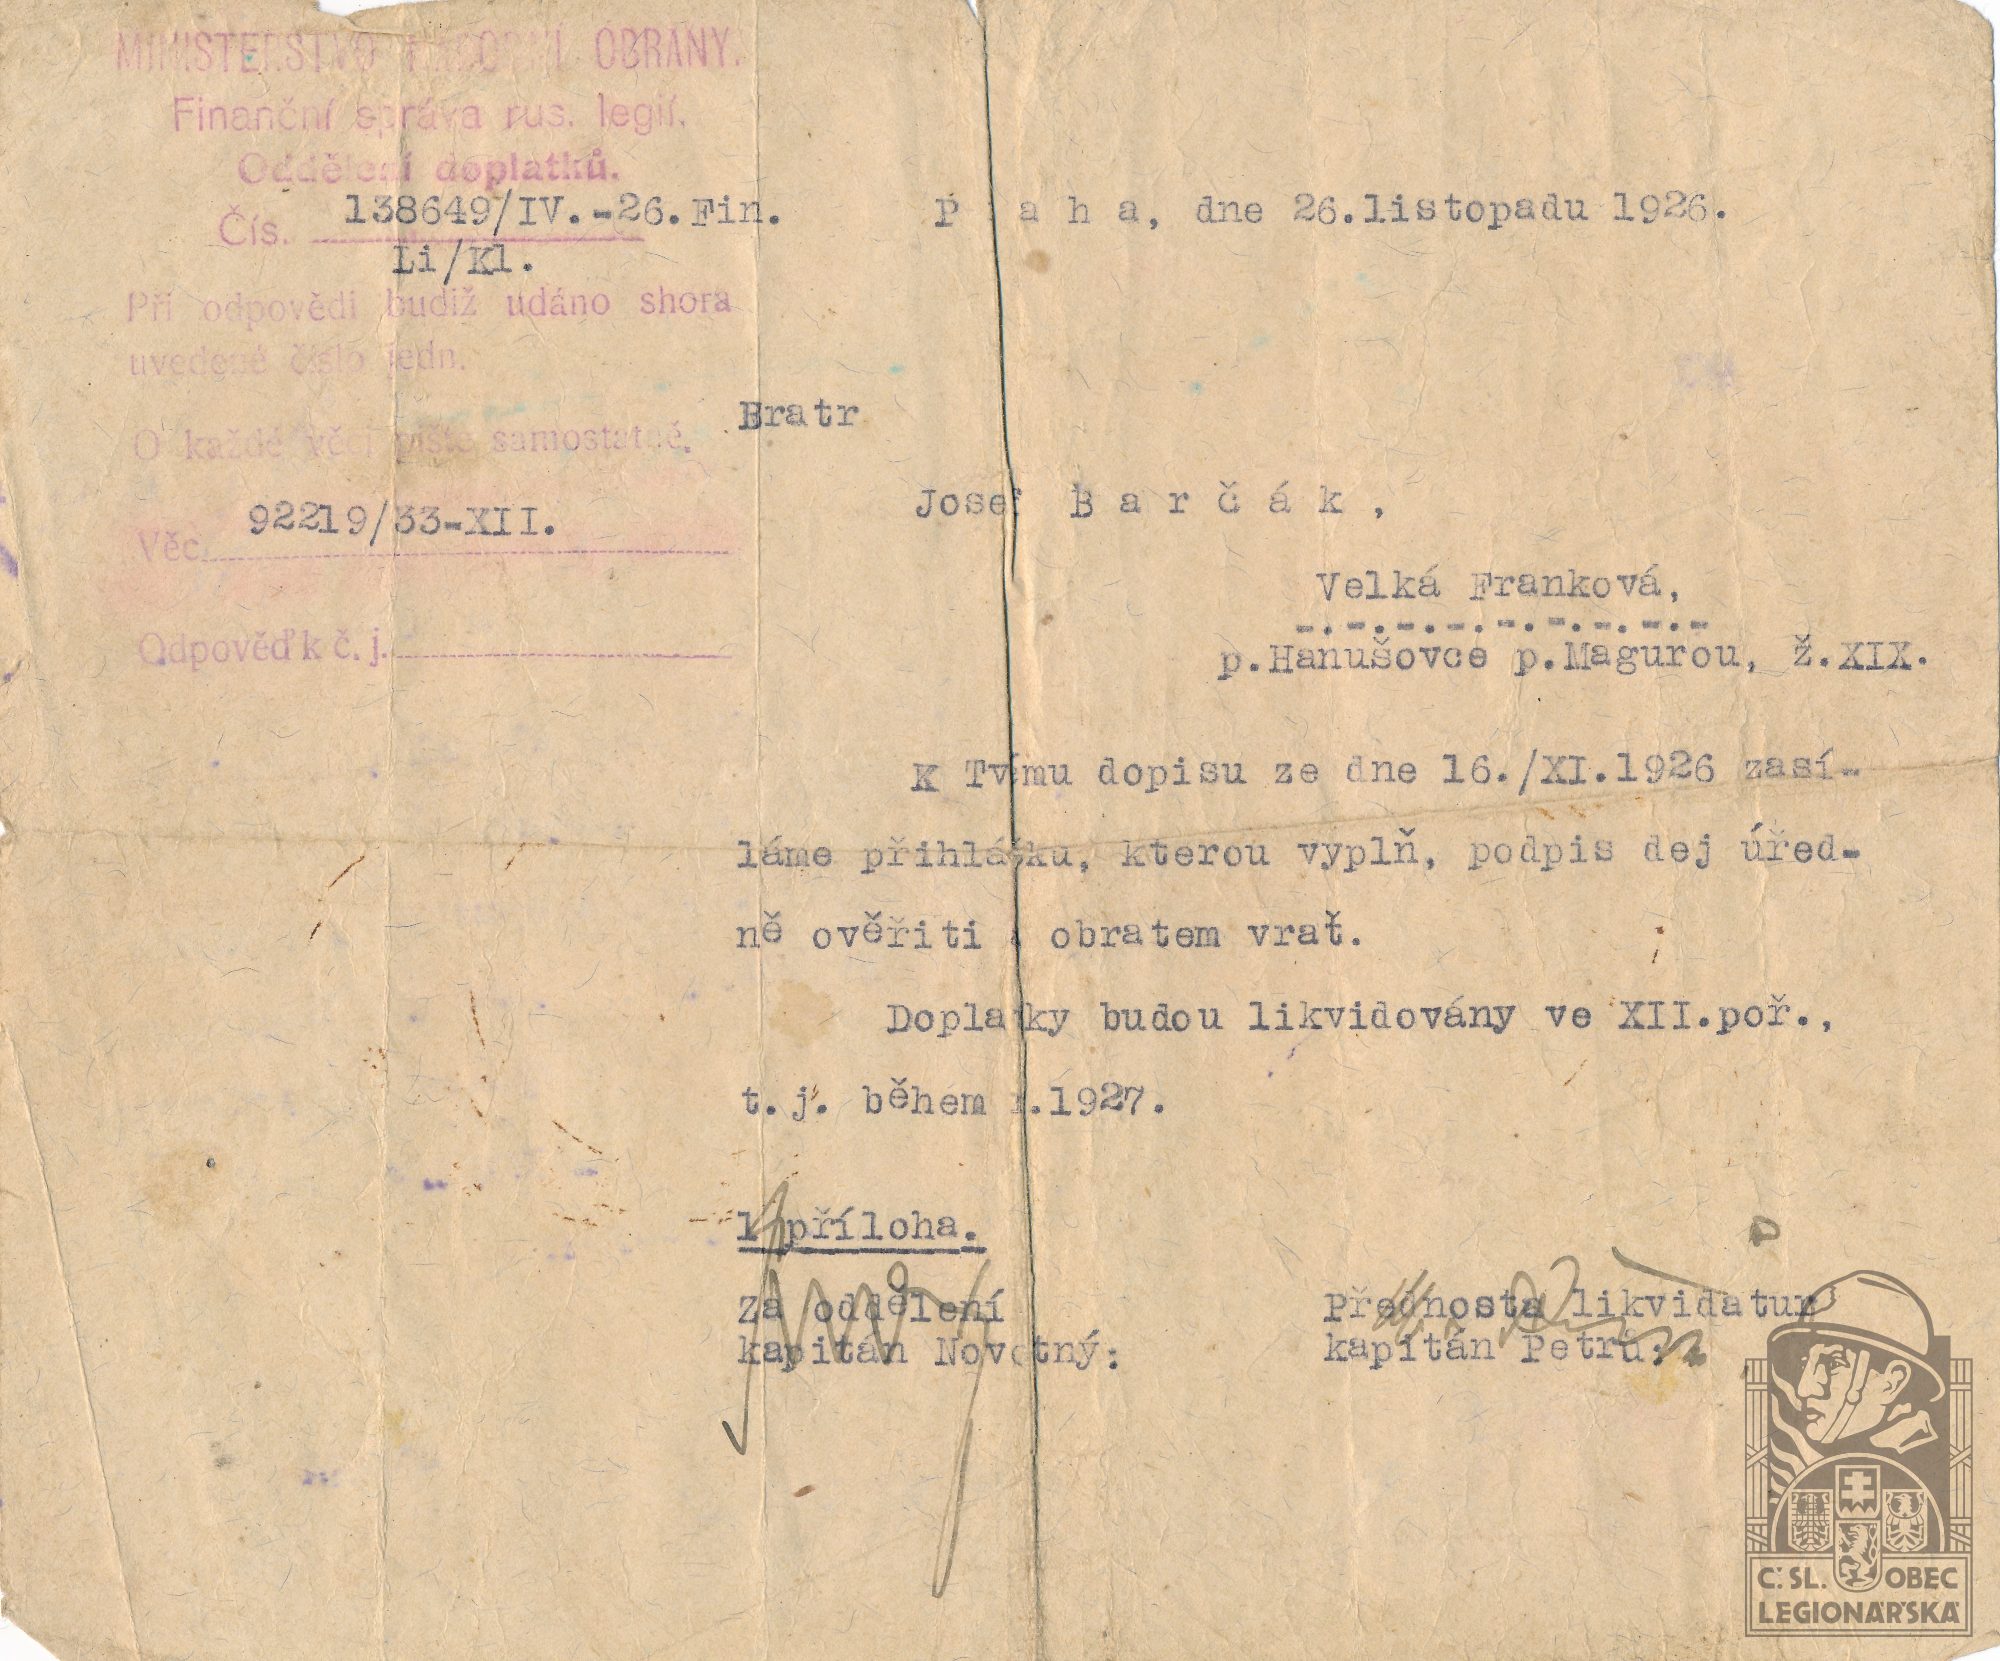 MINISTERSTVO NÁRODNÍ OBRANY.
Finanční správa rus. legií.
Oddělení doplatků.
Čís. 138649/IV.-26.Fin.
Li/Kl.
Při odpovědi budiž udáno shora
uvedené číslo jedn.
O každé věci pište samostatně.
Věc 92219/33-XII.
Odpověď k č. j.
P aha, dne 26.listopadu 1926.
Bratr
Josef Barčák,
Velká Franková,
p.Hanušovce p.Magurou, ž.XIX.
K Tvému dopisu ze dne 16./XI.1926 zasí-
láme přihlášku, kterou vyplň, podpis dej úřed-
ně ověřiti a obratem vrať.
Doplatky budou likvidovány ve XII.poř.,
t.j. během r.1927.
1 příloha.
Za oddělení
kapitán Novotný:
Přednosta likvidatur
kapitán Petrů:
Č. SL. OBEC
LEGIONÁŘSKÁ